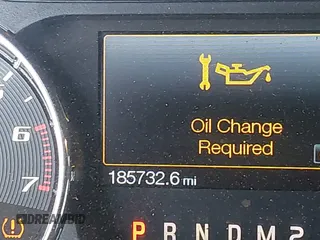 Oil Change
Required
185732.6 mi
6
7
P R N D M 2
DREAMBID